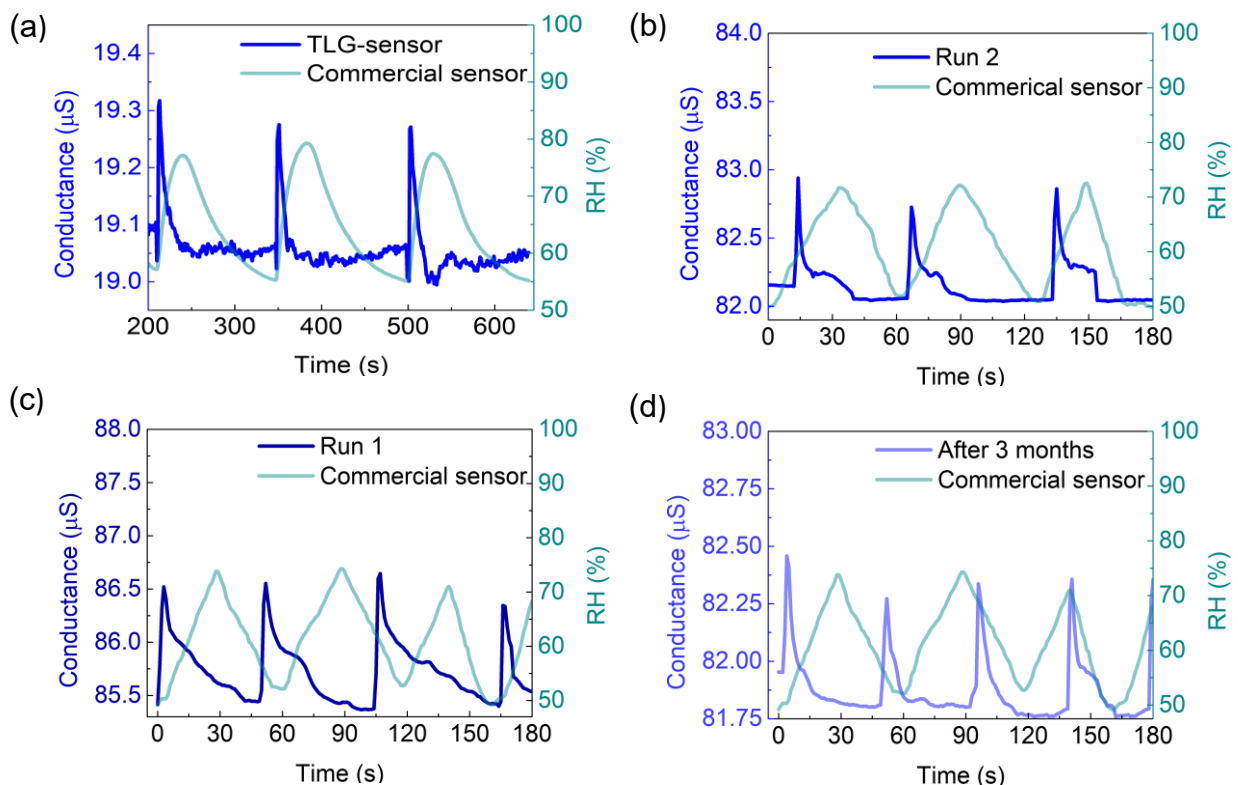 (a)
TLG-sensor
Commercial sensor
Conductance (µS)
19.4
19.3
19.2
19.1
19.0
RH (%)
100
90
80
70
60
50
200 300 400 500 600
Time (s)
(b)
Run 2
Commerical sensor
Conductance (µS)
84.0
83.5
83.0
82.5
82.0
RH (%)
100
90
80
70
60
50
0 30 60 90 120 150 180
Time (s)
(c)
Run 1
Commercial sensor
Conductance (µS)
88.0
87.5
87.0
86.5
86.0
85.5
RH (%)
100
90
80
70
60
50
0 30 60 90 120 150 180
Time (s)
(d)
After 3 months
Commercial sensor
Conductance (µS)
83.00
82.75
82.50
82.25
82.00
81.75
RH (%)
100
90
80
70
60
50
0 30 60 90 120 150 180
Time (s)